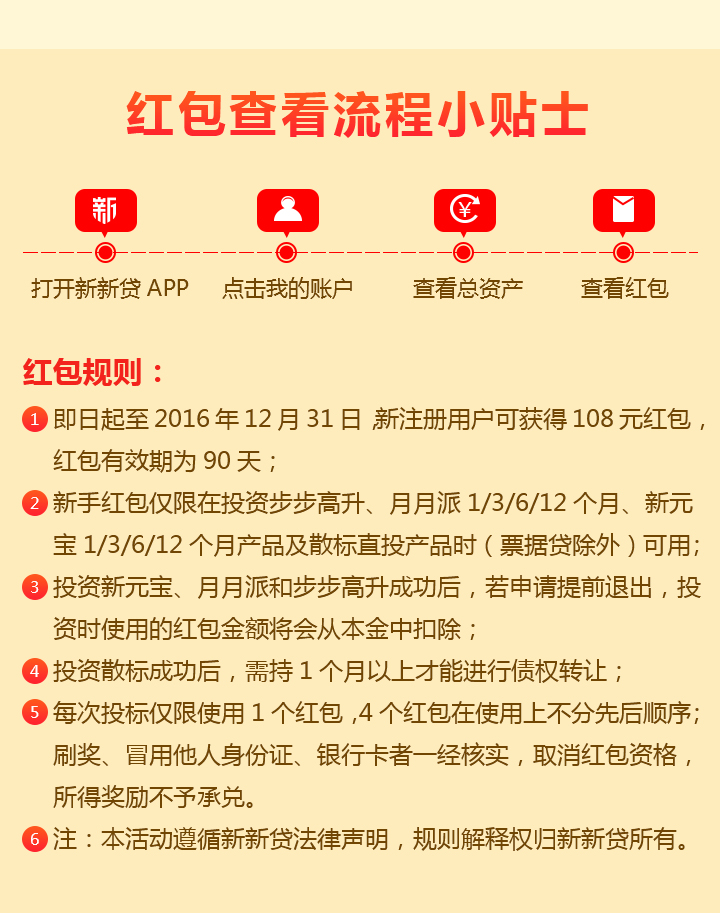 红包查看流程小贴士
新
¥
打开新新贷 APP 点击我的账户 查看总资产 查看红包
红包规则：
1 即日起至 2016 年 12 月 31 日，新注册用户可获得 108 元红包，
红包有效期为 90 天；
2 新手红包仅限在投资步步高升、月月派 1/3/6/12 个月、新元
宝 1/3/6/12 个月产品及散标直投产品时（票据贷除外）可用；
3 投资新元宝、月月派和步步高升成功后，若申请提前退出，投
资时使用的红包金额将会从本金中扣除；
4 投资散标成功后，需持 1 个月以上才能进行债权转让；
5 每次投标仅限使用 1 个红包，4 个红包在使用上不分先后顺序；
刷奖、冒用他人身份证、银行卡者一经核实，取消红包资格，
所得奖励不予承兑。
6 注：本活动遵循新新贷法律声明，规则解释权归新新贷所有。